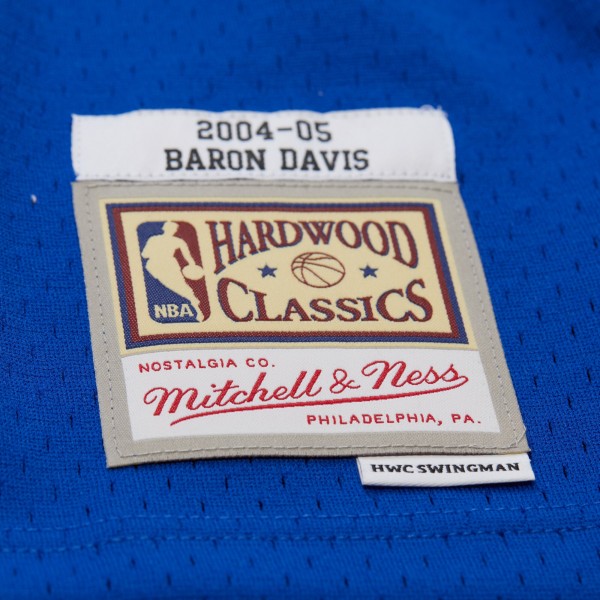 2004-05
BARON DAVIS
NBA
HARDWOOD
CLASSICS
NOSTALGIA CO.
Mitchell & Ness
PHILADELPHIA, PA.
HWC SWINGMAN